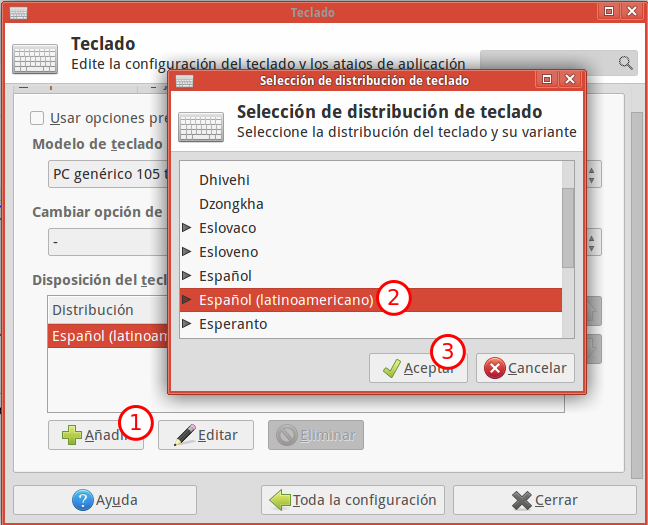 Teclado
Teclado
Edite la configuración del teclado y los atajos de aplicación
Selección de distribución de teclado
Selección de distribución de teclado
Seleccione la distribución del teclado y su variante
Usar opciones pre
Modelo de teclado
PC genérico 105 t
Cambiar opción de
-
Disposición del tecl
Distribución
Español (latinoam
Dhivehi
Dzongkha
Eslovaco
Esloveno
Español
Español (latinoamericano) 2
Esperanto
3
Aceptar
Cancelar
1
Añadir
Editar
Eliminar
Ayuda
Toda la configuración
Cerrar